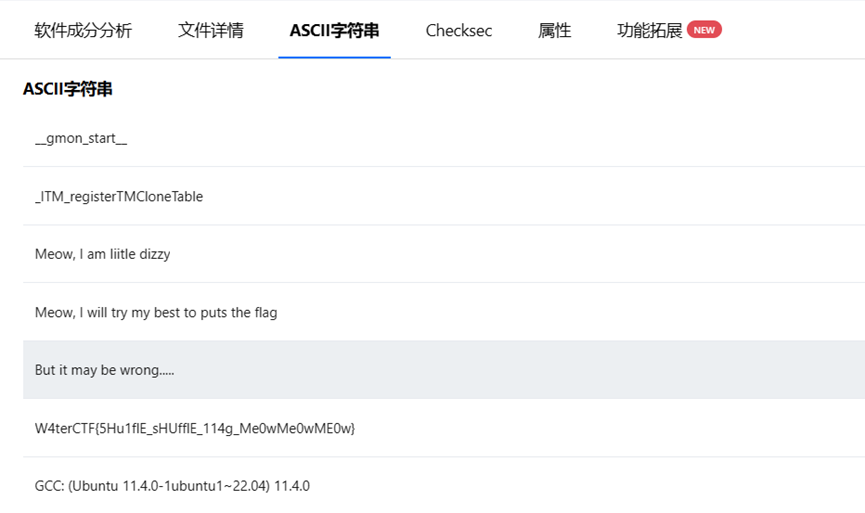 软件成分分析 文件详情 ASCII字符串 Checksec 属性 功能拓展 NEW
ASCII字符串
__gmon_start__
_ITM_registerTMCloneTable
Meow, I am liitle dizzy
Meow, I will try my best to puts the flag
But it may be wrong.....
W4terCTF{5Hu1flE_sHUfflE_114g_Me0wMe0wME0w}
GCC: (Ubuntu 11.4.0-1ubuntu1~22.04) 11.4.0